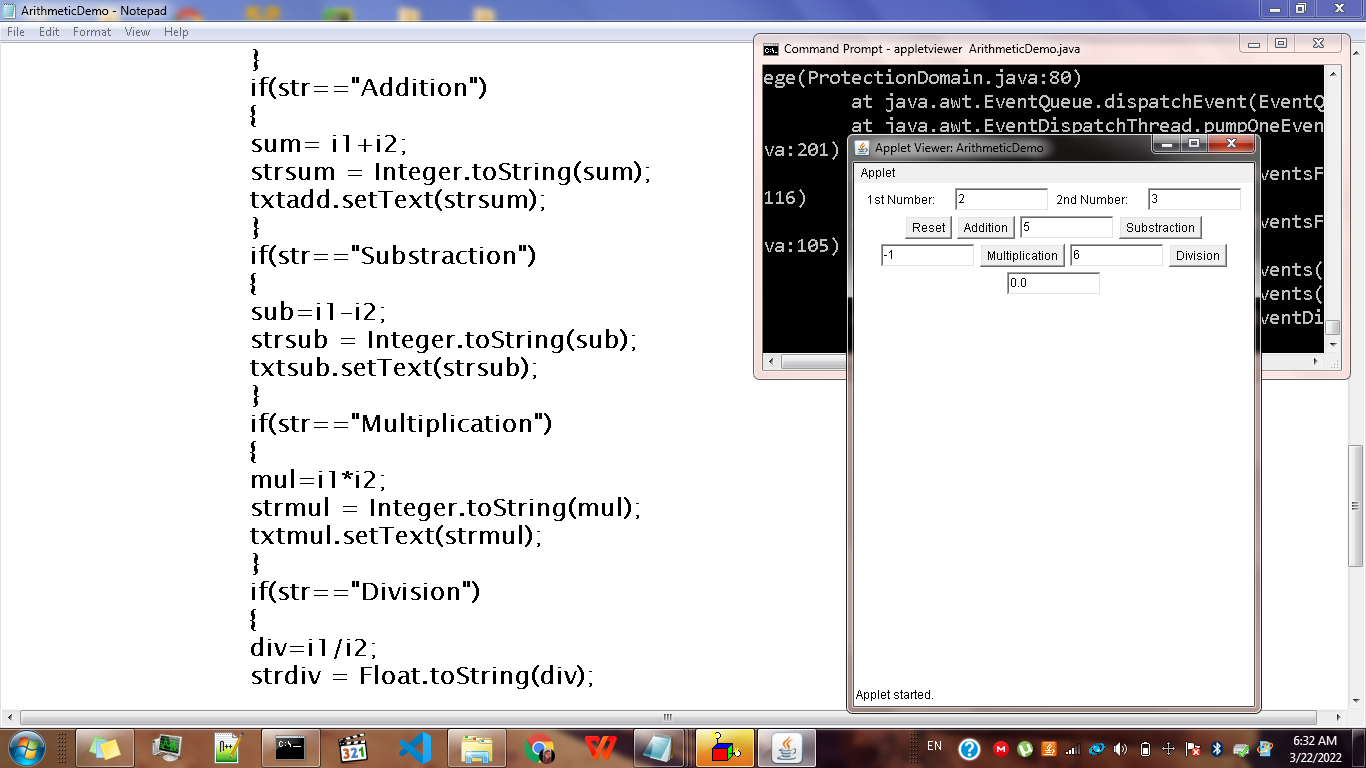 ArithmeticDemo - Notepad
File Edit Format View Help
}
if(str=="Addition")
{
sum= i1+i2;
strsum = Integer.toString(sum);
txtadd.setText(strsum);
}
if(str=="Substraction")
{
sub=i1-i2;
strsub = Integer.toString(sub);
txtsub.setText(strsub);
}
if(str=="Multiplication")
{
mul=i1*i2;
strmul = Integer.toString(mul);
txtmul.setText(strmul);
}
if(str=="Division")
{
div=i1/i2;
strdiv = Float.toString(div);
Command Prompt - appletviewer ArithmeticDemo.java
ege(ProtectionDomain.java:80)
at java.awt.EventQueue.dispatchEvent(EventQ
at java.awt.EventDispatchThread.pumpOneEven
va:201)
ventsF
116)
ventsF
va:105)
vents(
vents(
ventDi
Applet Viewer: ArithmeticDemo
Applet
1st Number: 2 2nd Number: 3
Reset Addition 5 Substraction
-1 Multiplication 6 Division
0.0
Applet started.
N++
321
EN
6:32 AM
3/22/2022